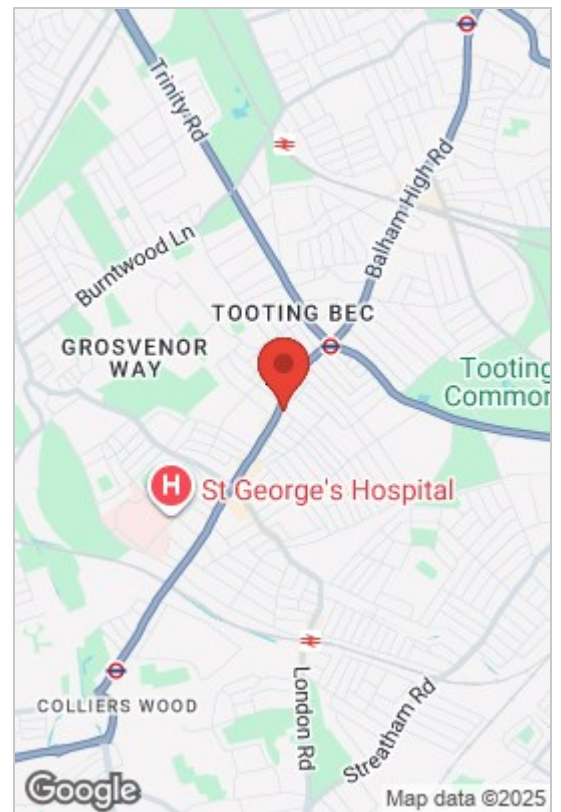 Trinity Rd
Balham High Rd
Burntwood Ln
TOOTING BEC
GROSVENOR
WAY
Tooting
Common
H
St George's Hospital
London Rd
COLLIERS WOOD
Streatham Rd
Google
Map data ©2025